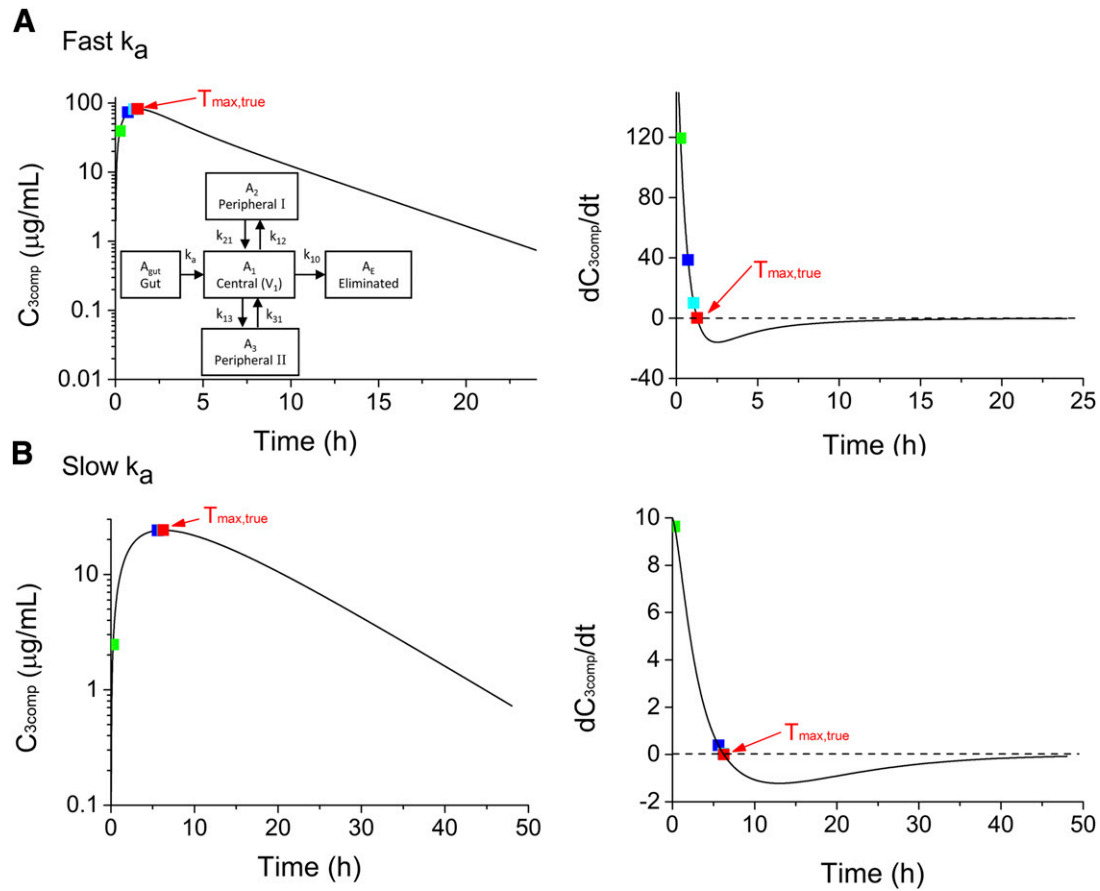 A
Fast ka
100
10
1
0.1
0.01
C3comp (μg/mL)
0
5
10
15
20
Time (h)
Tmax,true
A2
Peripheral I
k21
k12
Agut
Gut
ka
A1
Central (V1)
k10
AE
Eliminated
k13
k31
A3
Peripheral II
120
80
40
0
-40
dC3comp/dt
0
5
10
15
20
25
Time (h)
Tmax,true
B
Slow ka
10
1
0.1
C3comp (μg/mL)
0
10
20
30
40
50
Time (h)
Tmax,true
10
8
6
4
2
0
-2
dC3comp/dt
0
10
20
30
40
50
Time (h)
Tmax,true